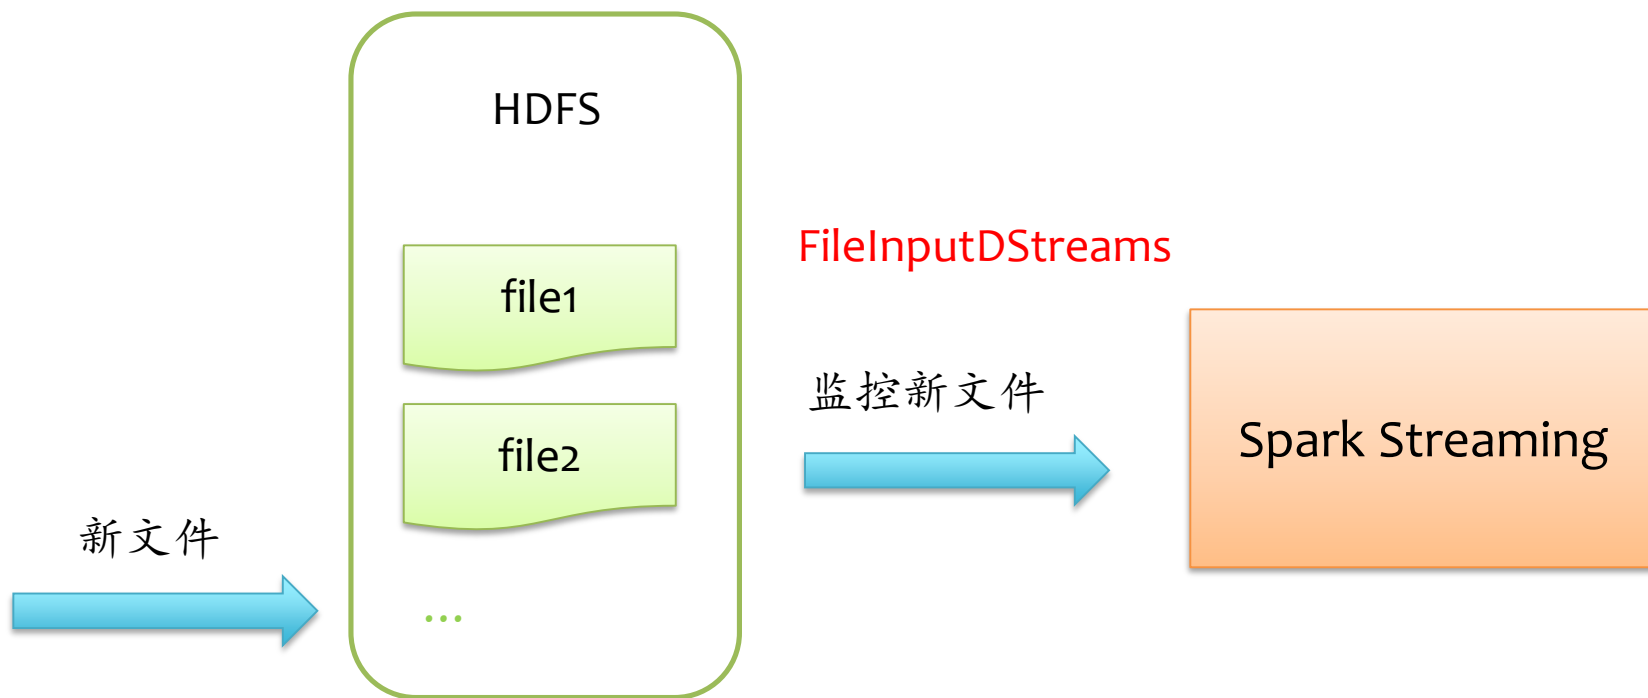 HDFS
FileInputDStreams
file1
监控新文件
Spark Streaming
file2
新文件
...